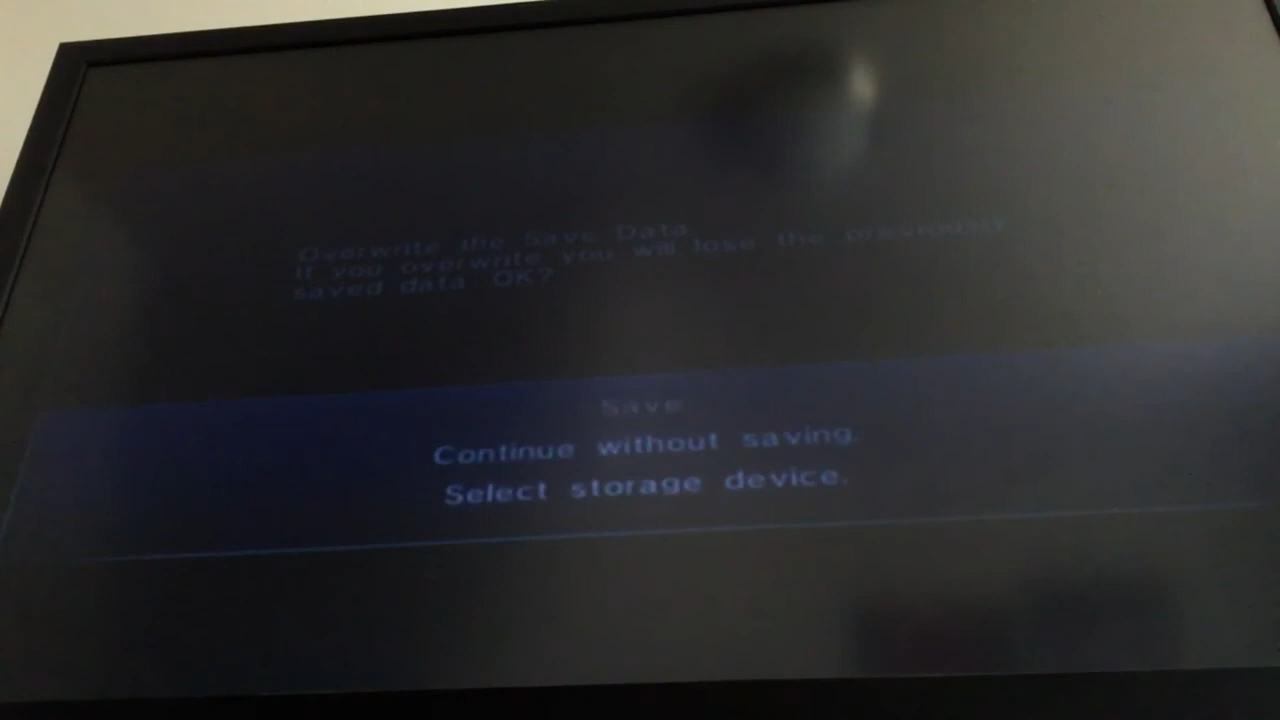 Overwrite the Save Data.
If you overwrite you will lose the previously
saved data. OK?
Save
Continue without saving.
Select storage device.